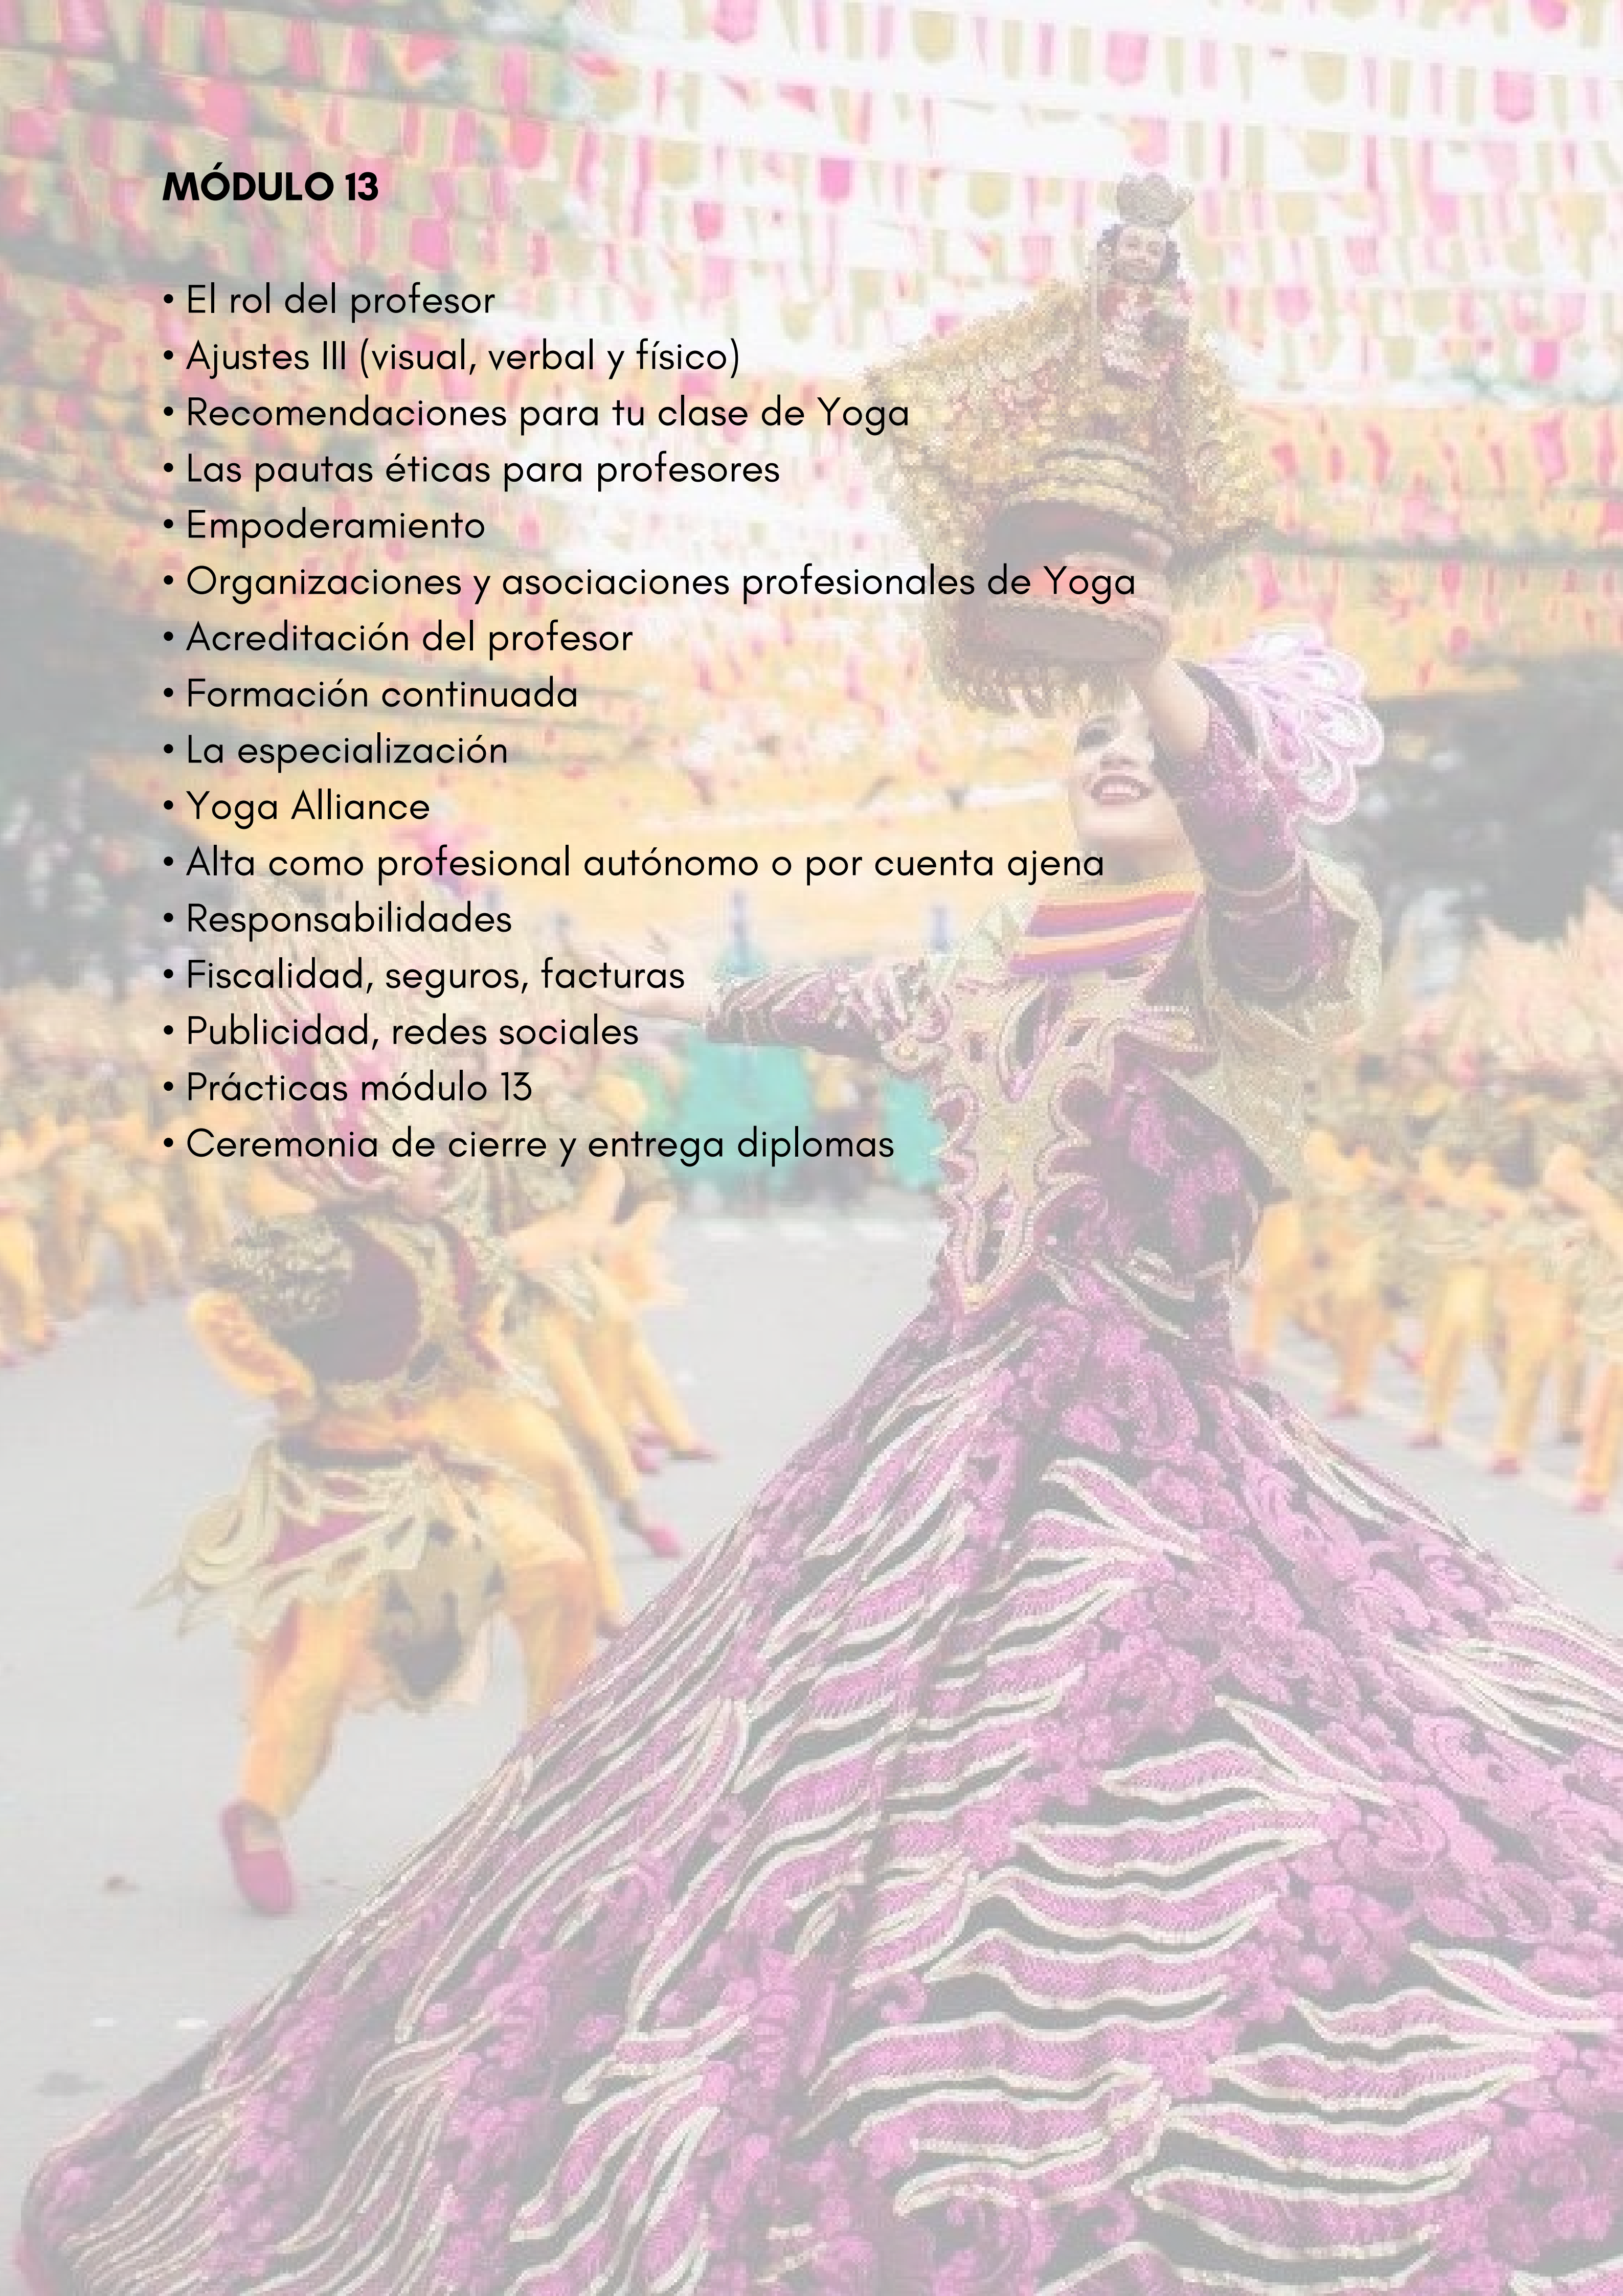 MÓDULO 13
• El rol del profesor
• Ajustes III (visual, verbal y físico)
• Recomendaciones para tu clase de Yoga
• Las pautas éticas para profesores
• Empoderamiento
• Organizaciones y asociaciones profesionales de Yoga
• Acreditación del profesor
• Formación continuada
• La especialización
• Yoga Alliance
• Alta como profesional autónomo o por cuenta ajena
• Responsabilidades
• Fiscalidad, seguros, facturas
• Publicidad, redes sociales
• Prácticas módulo 13
• Ceremonia de cierre y entrega diplomas